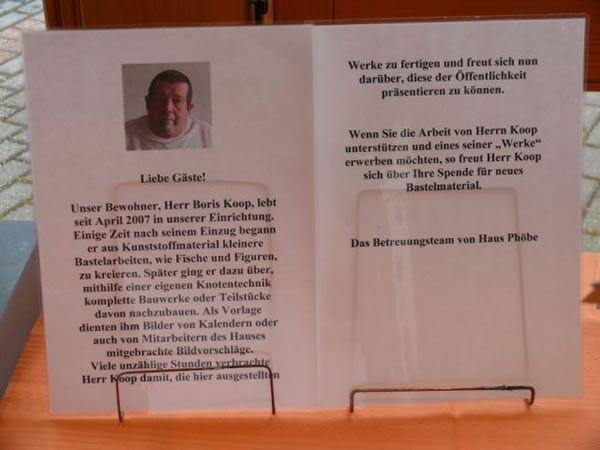 Liebe Gäste!
Unser Bewohner, Herr Boris Koop, lebt
seit April 2007 in unserer Einrichtung.
Einige Zeit nach seinem Einzug begann
er aus Kunststoffmaterial kleinere
Bastelarbeiten, wie Fische und Figuren,
zu kreieren. Später ging er dazu über,
mithilfe einer eigenen Knotentechnik
komplette Bauwerke oder Teilstücke
davon nachzubauen. Als Vorlage
dienten ihm Bilder von Kalendern oder
auch von Mitarbeitern des Hauses
mitgebrachte Bildvorschläge.
Viele unzählige Stunden verbrachte
Herr Koop damit, die hier ausgestellten
Werke zu fertigen und freut sich nun
darüber, diese der Öffentlichkeit
präsentieren zu können.
Wenn Sie die Arbeit von Herrn Koop
unterstützen und eines seiner „Werke“
erwerben möchten, so freut Herr Koop
sich über Ihre Spende für neues
Bastelmaterial.
Das Betreuungsteam von Haus Phöbe